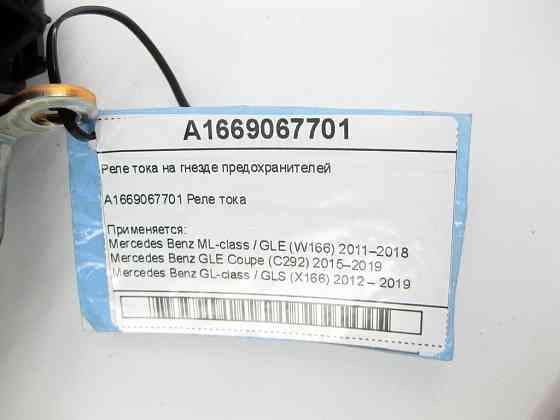 A1669067701
Реле тока на гнезде предохранителей
A1669067701 Реле тока
Применяется:
Mercedes Benz ML-class / GLE (W166) 2011–2018
Mercedes Benz GLE Coupe (C292) 2015–2019
Mercedes Benz GL-class / GLS (X166) 2012 – 2019